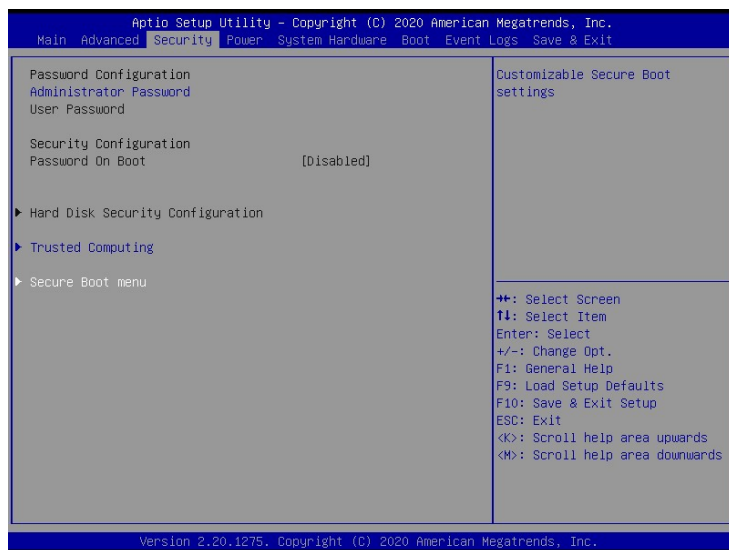 Aptio Setup Utility – Copyright (C) 2020 American Megatrends, Inc.
Main Advanced Security Power System Hardware Boot Event Logs Save & Exit
Password Configuration
Administrator Password
User Password
Security Configuration
Password On Boot [Disabled]
Hard Disk Security Configuration
Trusted Computing
Secure Boot menu
Customizable Secure Boot
settings
→←: Select Screen
↑↓: Select Item
Enter: Select
+/-: Change Opt.
F1: General Help
F9: Load Setup Defaults
F10: Save & Exit Setup
ESC: Exit
<K>: Scroll help area upwards
<M>: Scroll help area downwards
Version 2.20.1275. Copyright (C) 2020 American Megatrends, Inc.